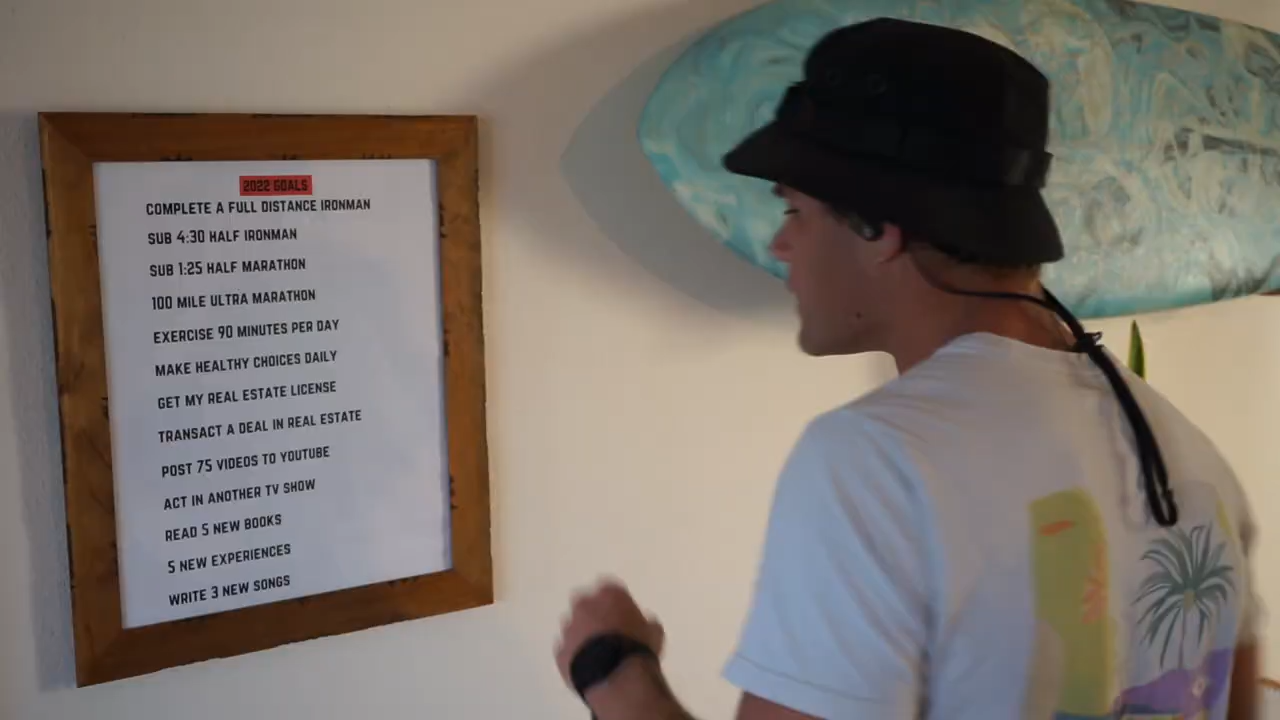 2022 GOALS
COMPLETE A FULL DISTANCE IRONMAN
SUB 4:30 HALF IRONMAN
SUB 1:25 HALF MARATHON
100 MILE ULTRA MARATHON
EXERCISE 90 MINUTES PER DAY
MAKE HEALTHY CHOICES DAILY
GET MY REAL ESTATE LICENSE
TRANSACT A DEAL IN REAL ESTATE
POST 75 VIDEOS TO YOUTUBE
ACT IN ANOTHER TV SHOW
READ 5 NEW BOOKS
5 NEW EXPERIENCES
WRITE 3 NEW SONGS